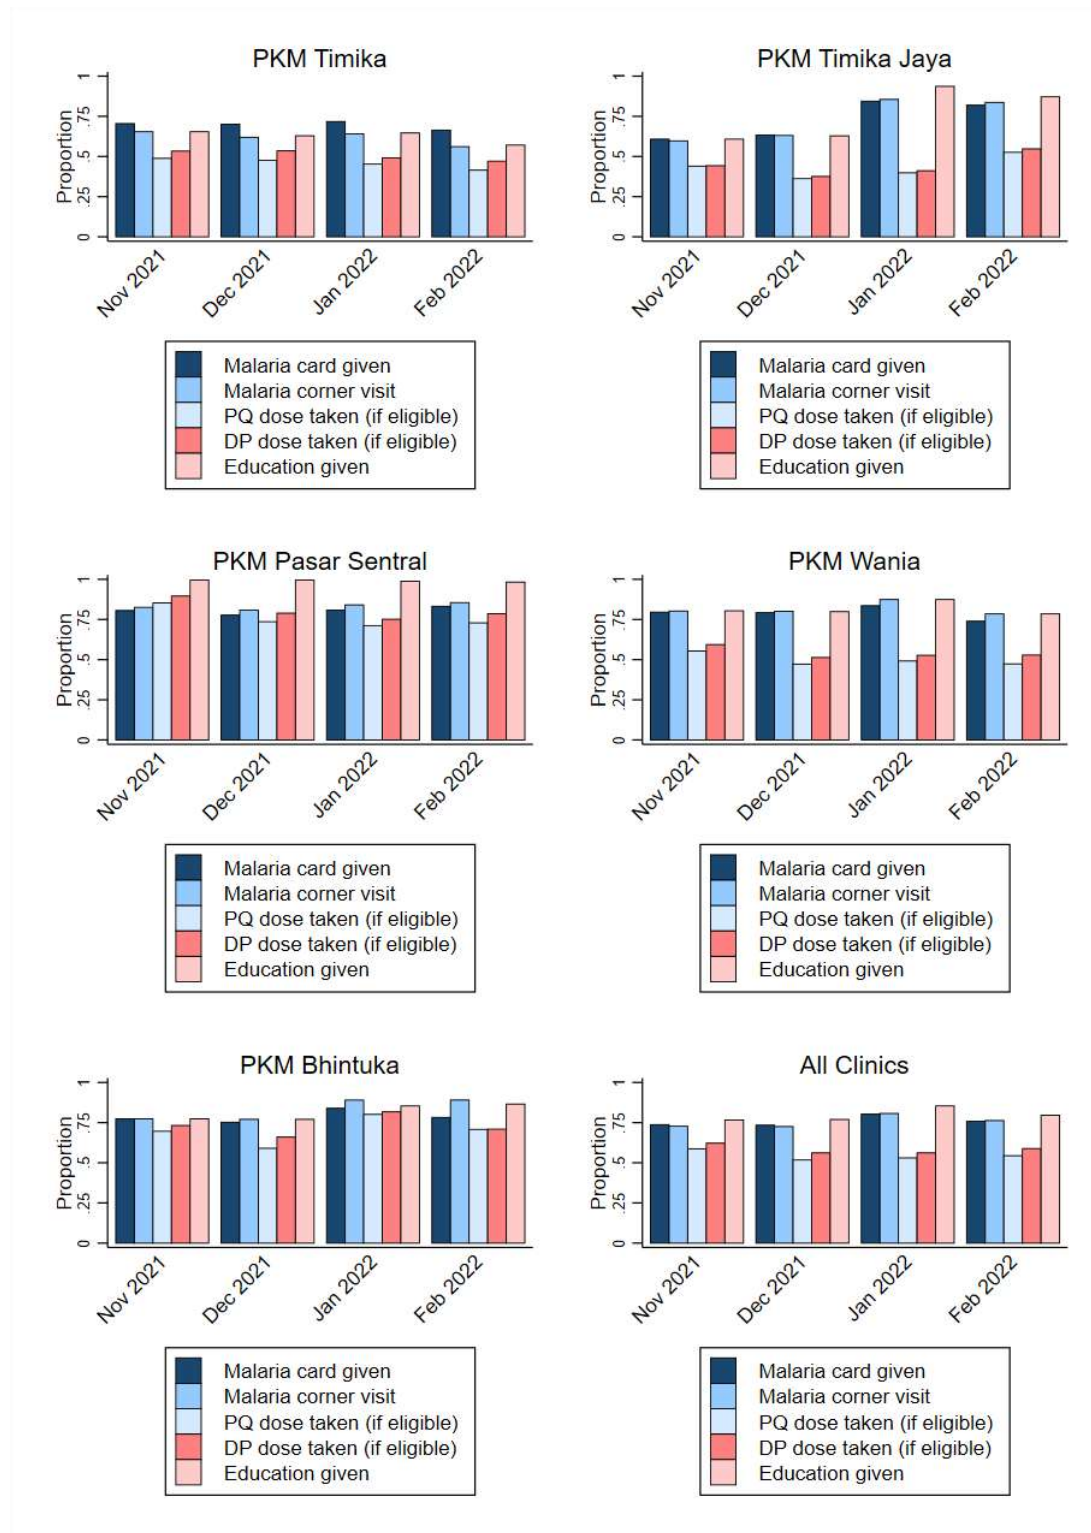 PKM Timika
Proportion
1
.75
.5
.25
0
Nov 2021
Dec 2021
Jan 2022
Feb 2022
Malaria card given
Malaria corner visit
PQ dose taken (if eligible)
DP dose taken (if eligible)
Education given
PKM Timika Jaya
Proportion
1
.75
.5
.25
0
Nov 2021
Dec 2021
Jan 2022
Feb 2022
Malaria card given
Malaria corner visit
PQ dose taken (if eligible)
DP dose taken (if eligible)
Education given
PKM Pasar Sentral
Proportion
1
.75
.5
.25
0
Nov 2021
Dec 2021
Jan 2022
Feb 2022
Malaria card given
Malaria corner visit
PQ dose taken (if eligible)
DP dose taken (if eligible)
Education given
PKM Wania
Proportion
1
.75
.5
.25
0
Nov 2021
Dec 2021
Jan 2022
Feb 2022
Malaria card given
Malaria corner visit
PQ dose taken (if eligible)
DP dose taken (if eligible)
Education given
PKM Bhintuka
Proportion
1
.75
.5
.25
0
Nov 2021
Dec 2021
Jan 2022
Feb 2022
Malaria card given
Malaria corner visit
PQ dose taken (if eligible)
DP dose taken (if eligible)
Education given
All Clinics
Proportion
1
.75
.5
.25
0
Nov 2021
Dec 2021
Jan 2022
Feb 2022
Malaria card given
Malaria corner visit
PQ dose taken (if eligible)
DP dose taken (if eligible)
Education given